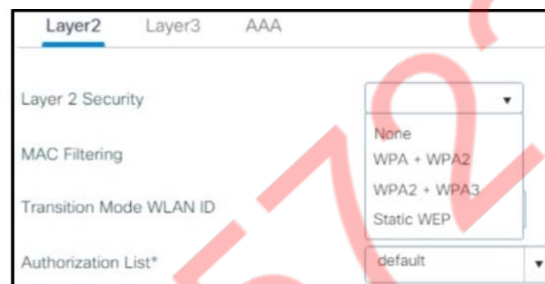 Layer2 Layer3 AAA
Layer 2 Security
None
MAC Filtering
WPA + WPA2
WPA2 + WPA3
Transition Mode WLAN ID
Static WEP
Authorization List* default